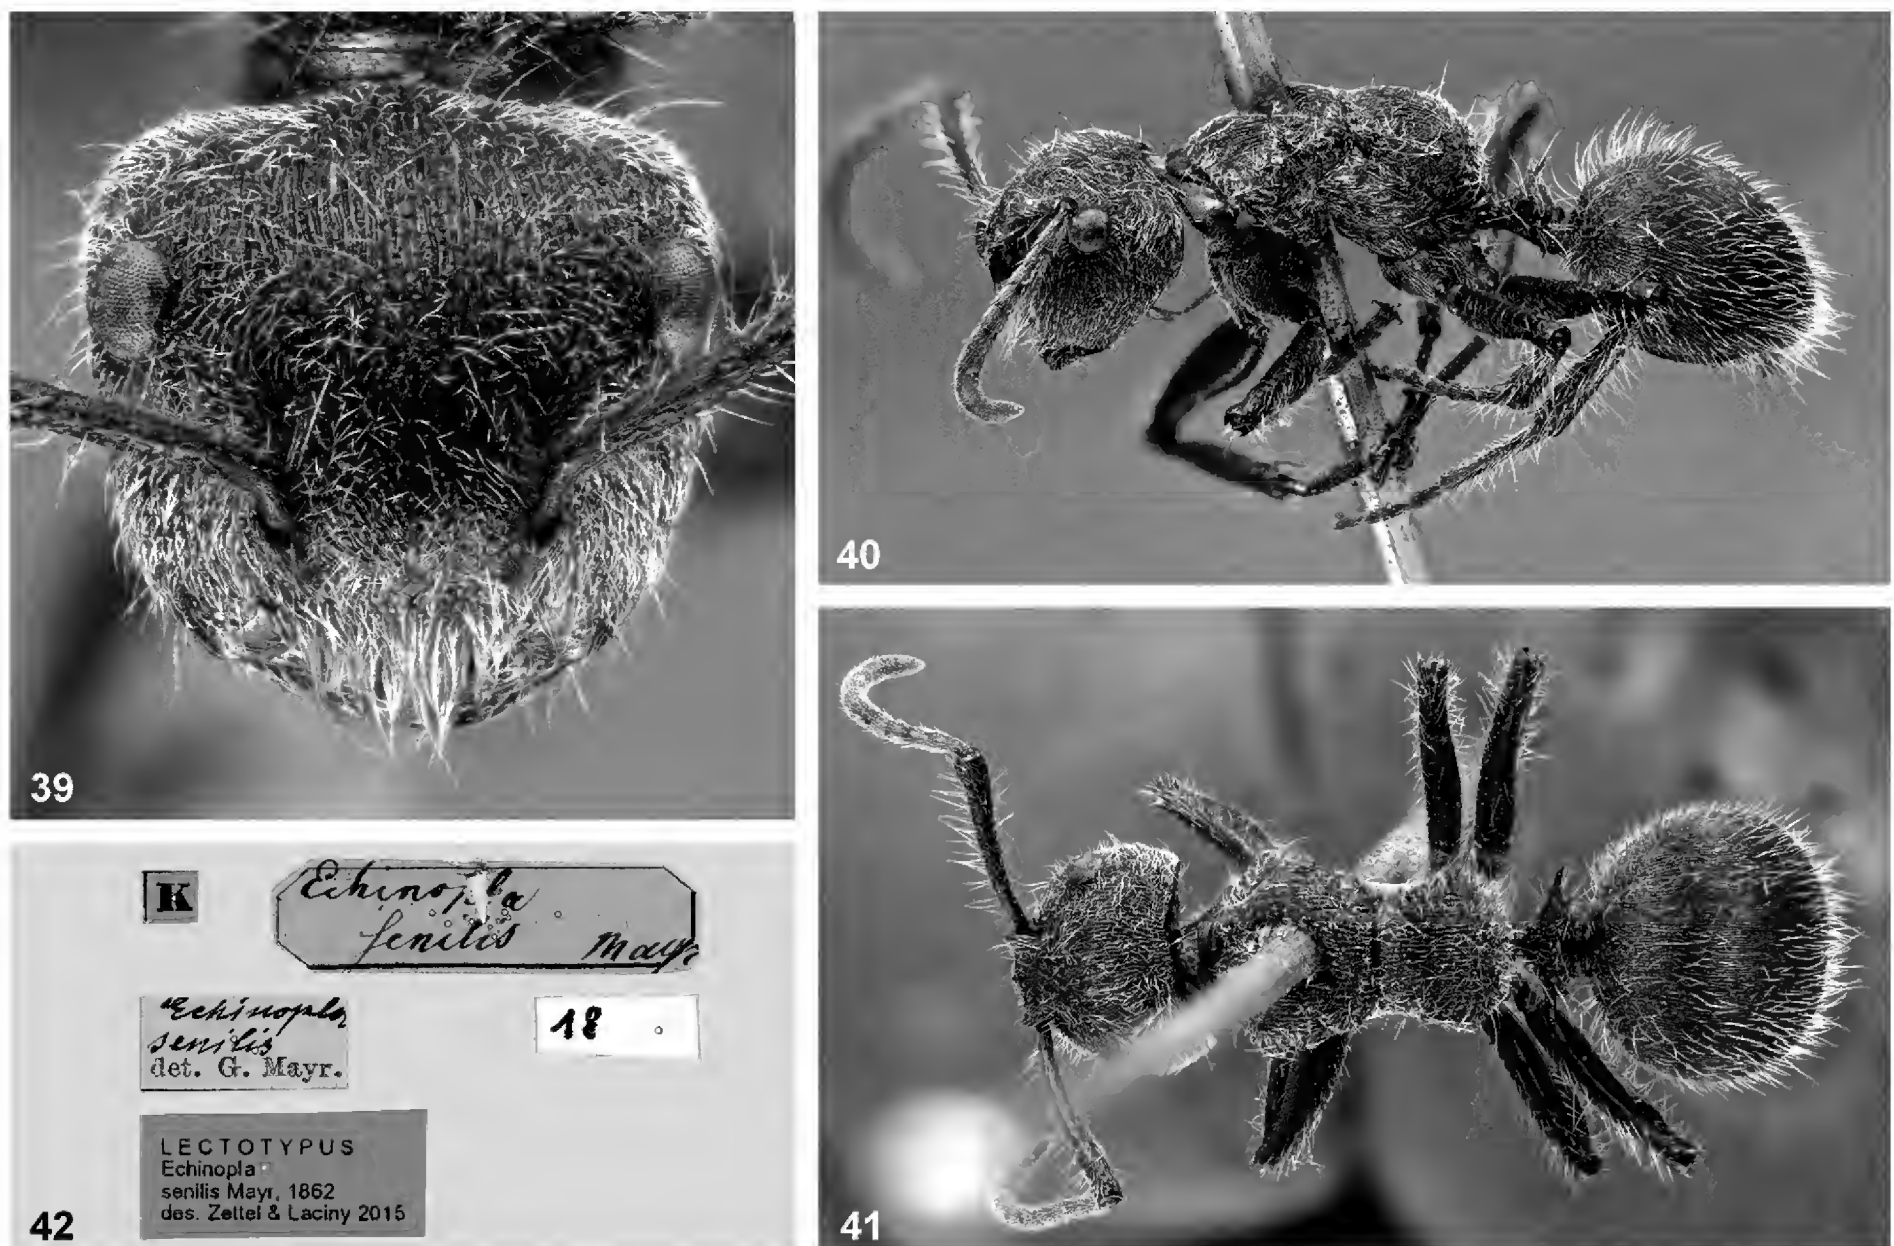 39
40
41
K
Echinopla
senilis Mayr
Echinopla
senilis
det. G. Mayr.
18
LECTOTYPUS
Echinopla
senilis Mayr, 1862
des. Zettel & Laciny 2015
42